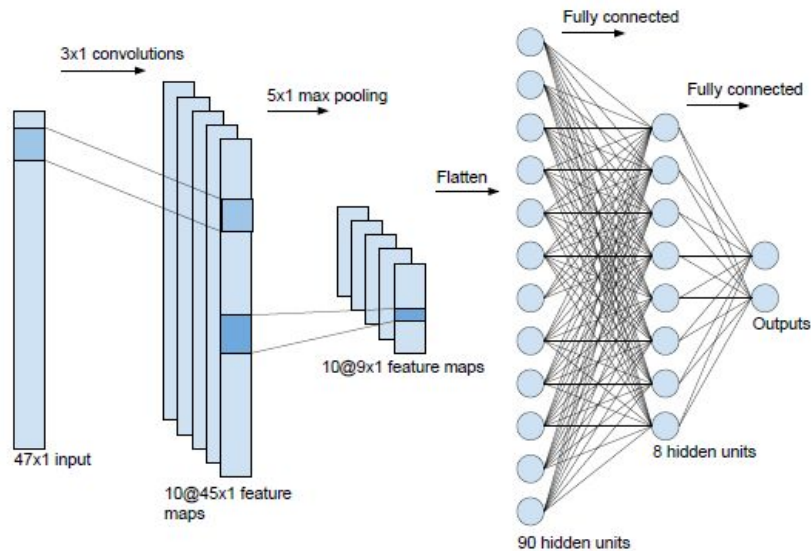 Fully connected
3x1 convolutions
5x1 max pooling
Fully connected
Flatten
Outputs
10@9x1 feature maps
47x1 input
8 hidden units
10@45x1 feature
maps
90 hidden units